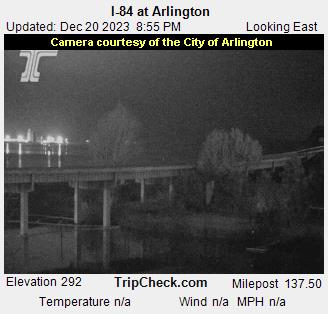 I-84 at Arlington
Updated: Dec 20 2023 8:55 PM Looking East
Camera courtesy of the City of Arlington
Elevation 292 TripCheck.com Milepost 137.50
Temperature n/a Wind n/a MPH n/a